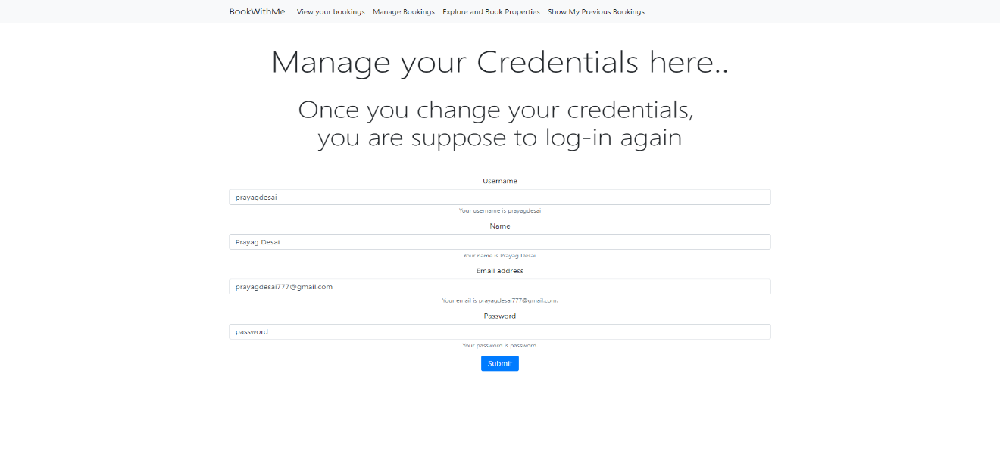 BookWithMe View your bookings Manage Bookings Explore and Book Properties Show My Previous Bookings
Manage your Credentials here..
Once you change your credentials,
you are suppose to log-in again
Username
prayagdesai
Your username is prayagdesai
Name
Prayag Desai
Your name is Prayag Desai.
Email address
prayagdesai777@gmail.com
Your email is prayagdesai777@gmail.com.
Password
password
Your password is password.
Submit